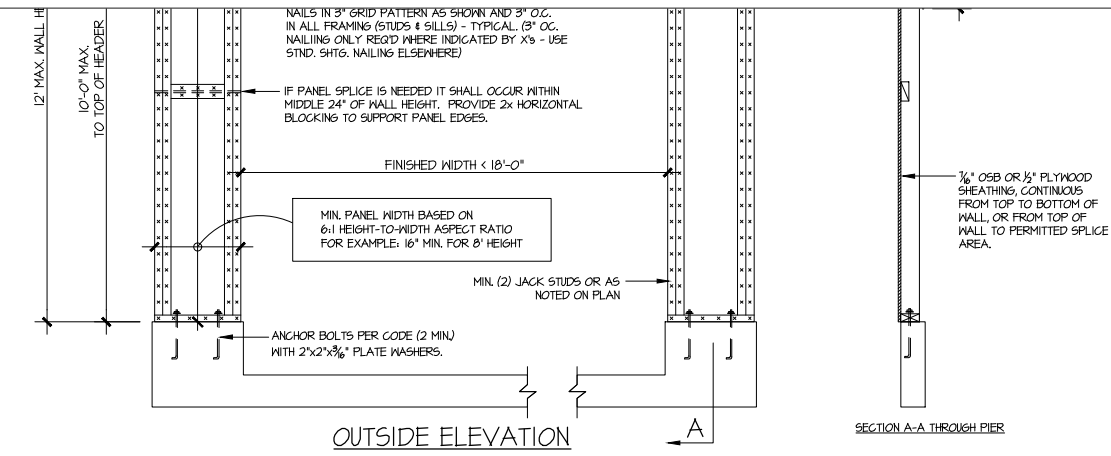 12' MAX. WALL
10'-0" MAX.
TO TOP OF HEADER
NAILS IN 3" GRID PATTERN AS SHOWN AND 3" O.C.
IN ALL FRAMING (STUDS & SILLS) - TYPICAL. (3" OC.
NAILING ONLY REQ'D WHERE INDICATED BY X's - USE
STND. SHTG. NAILING ELSEWHERE)
IF PANEL SPLICE IS NEEDED IT SHALL OCCUR WITHIN
MIDDLE 24" OF WALL HEIGHT. PROVIDE 2x HORIZONTAL
BLOCKING TO SUPPORT PANEL EDGES.
FINISHED WIDTH < 18'-0"
MIN. PANEL WIDTH BASED ON
6:1 HEIGHT-TO-WIDTH ASPECT RATIO
FOR EXAMPLE: 16" MIN. FOR 8' HEIGHT
MIN. (2) JACK STUDS OR AS
NOTED ON PLAN
ANCHOR BOLTS PER CODE (2 MIN.)
WITH 2"x2"x3/16" PLATE WASHERS.
7/16" OSB OR 1/2" PLYWOOD
SHEATHING, CONTINUOUS
FROM TOP TO BOTTOM OF
WALL, OR FROM TOP OF
WALL TO PERMITTED SPLICE
AREA.
A
OUTSIDE ELEVATION
SECTION A-A THROUGH PIER